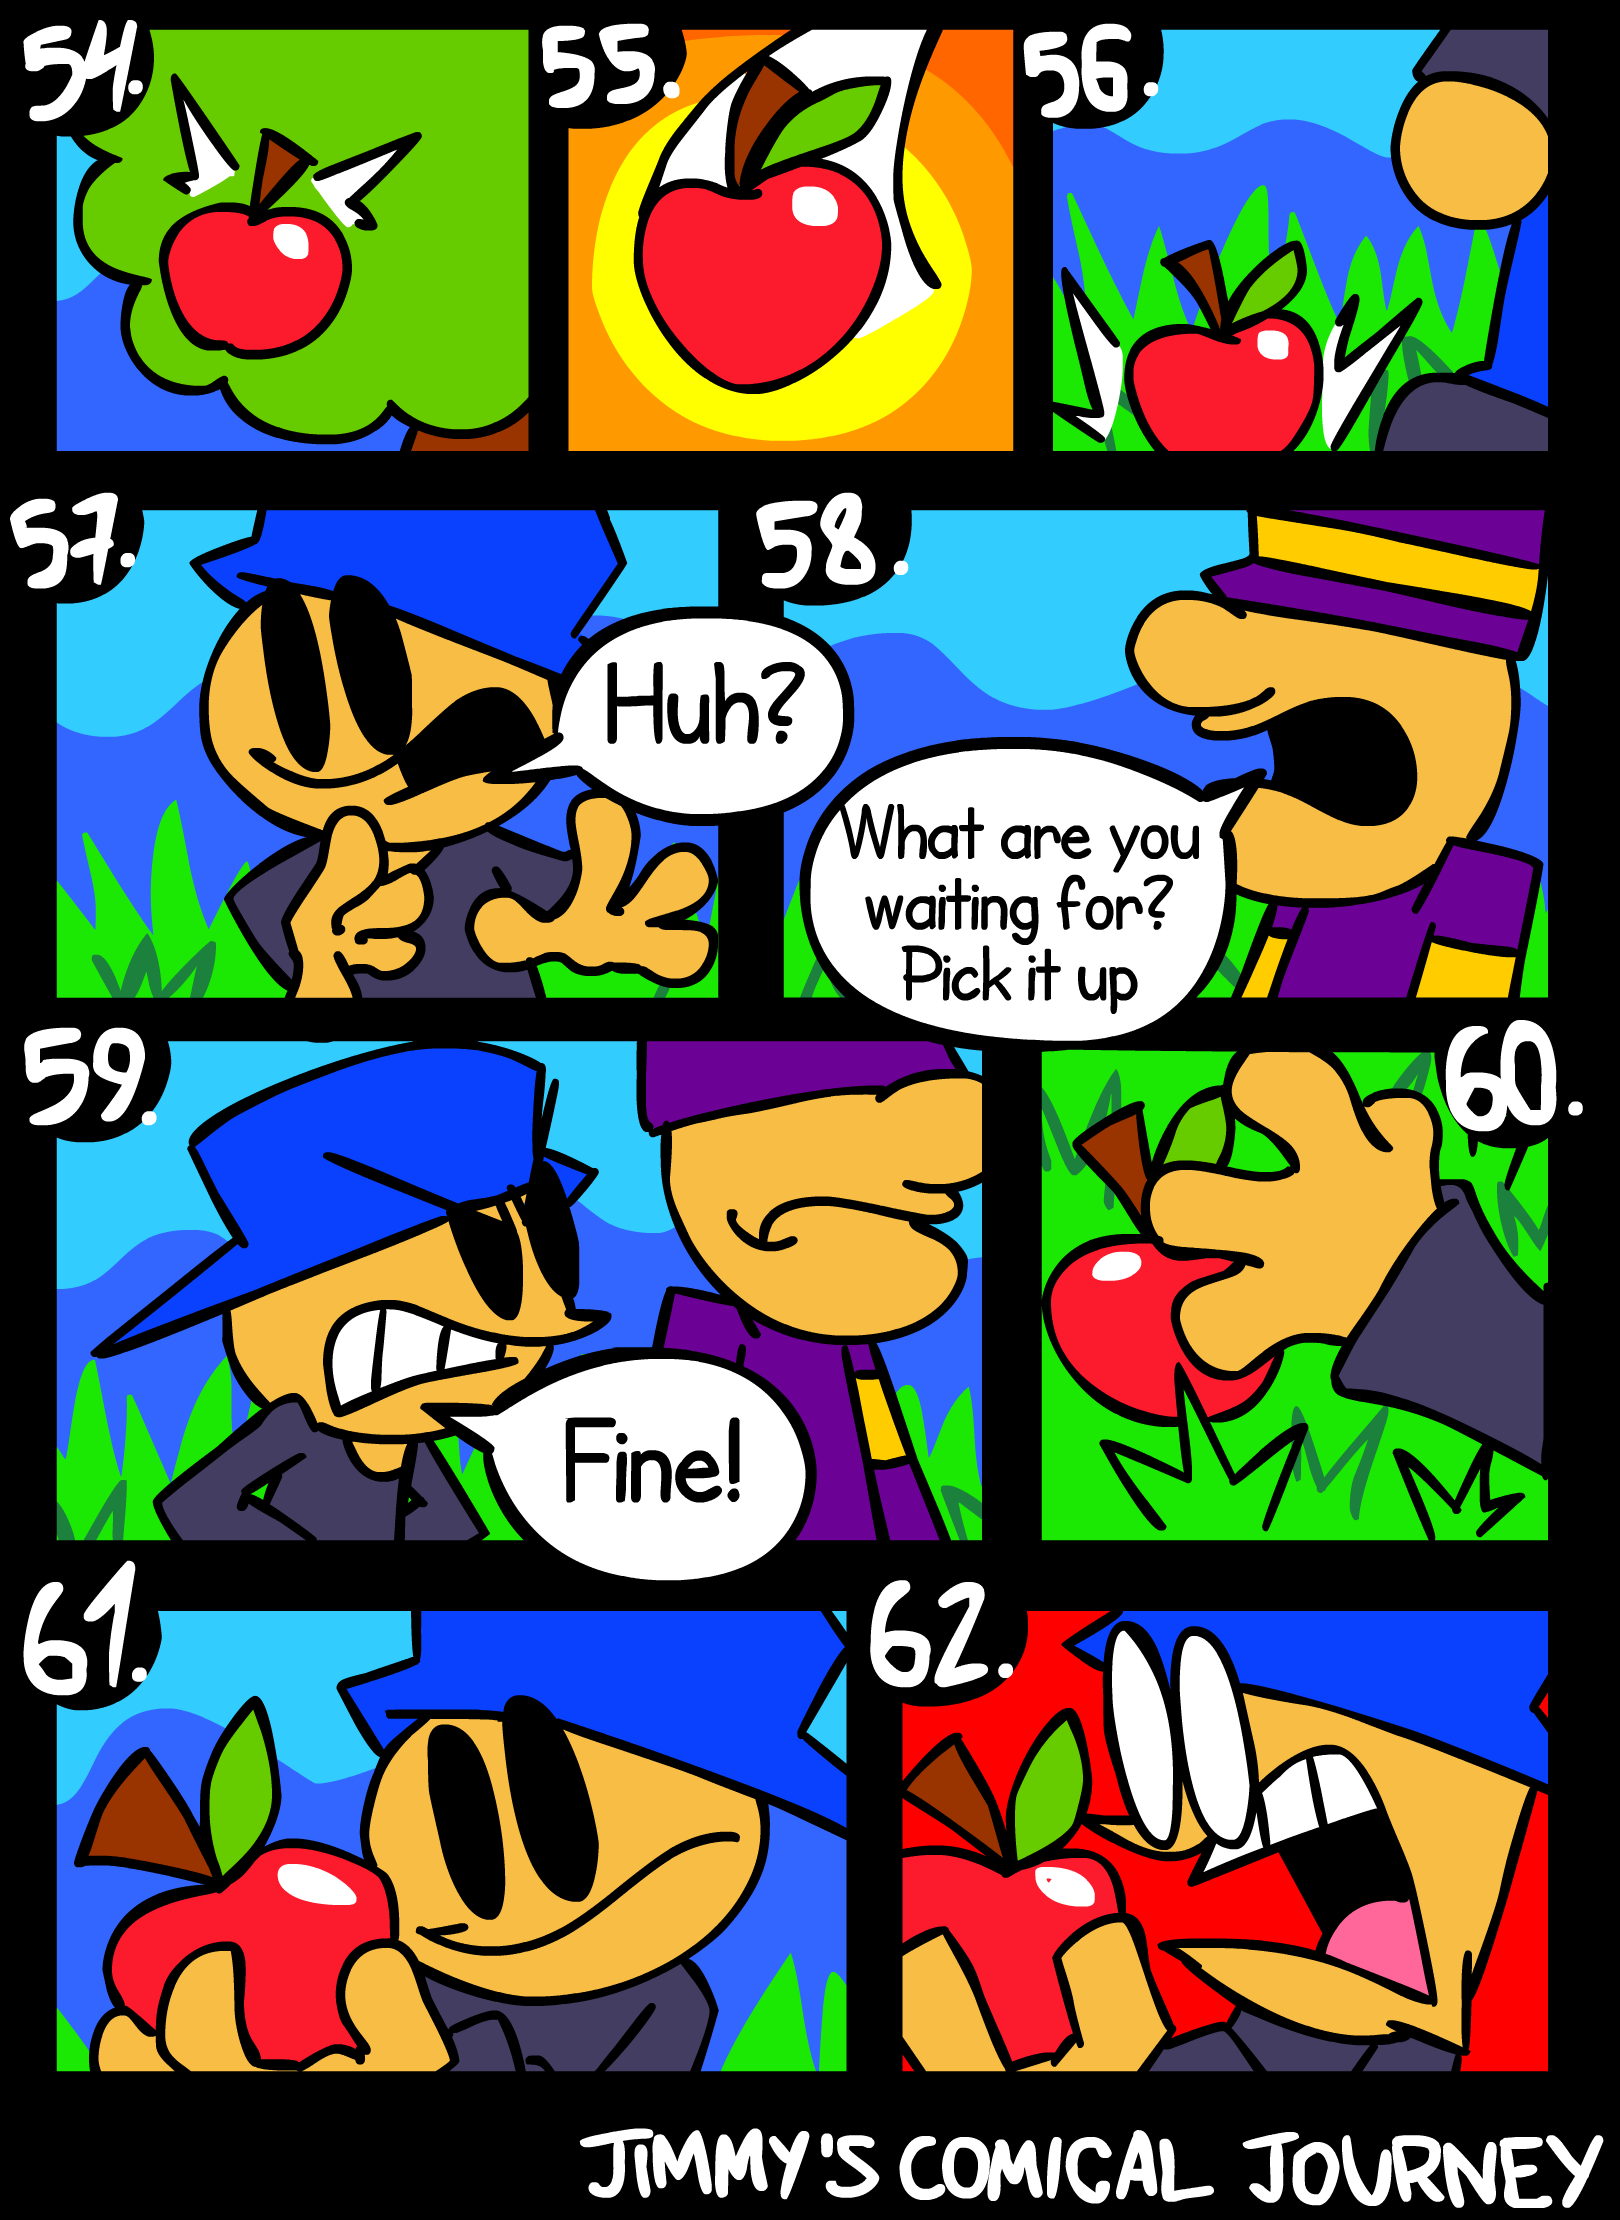 54.
55.
56.
57.
Huh?
58.
What are you
waiting for?
Pick it up
59.
Fine!
60.
61.
62.
JIMMY'S COMICAL JOURNEY